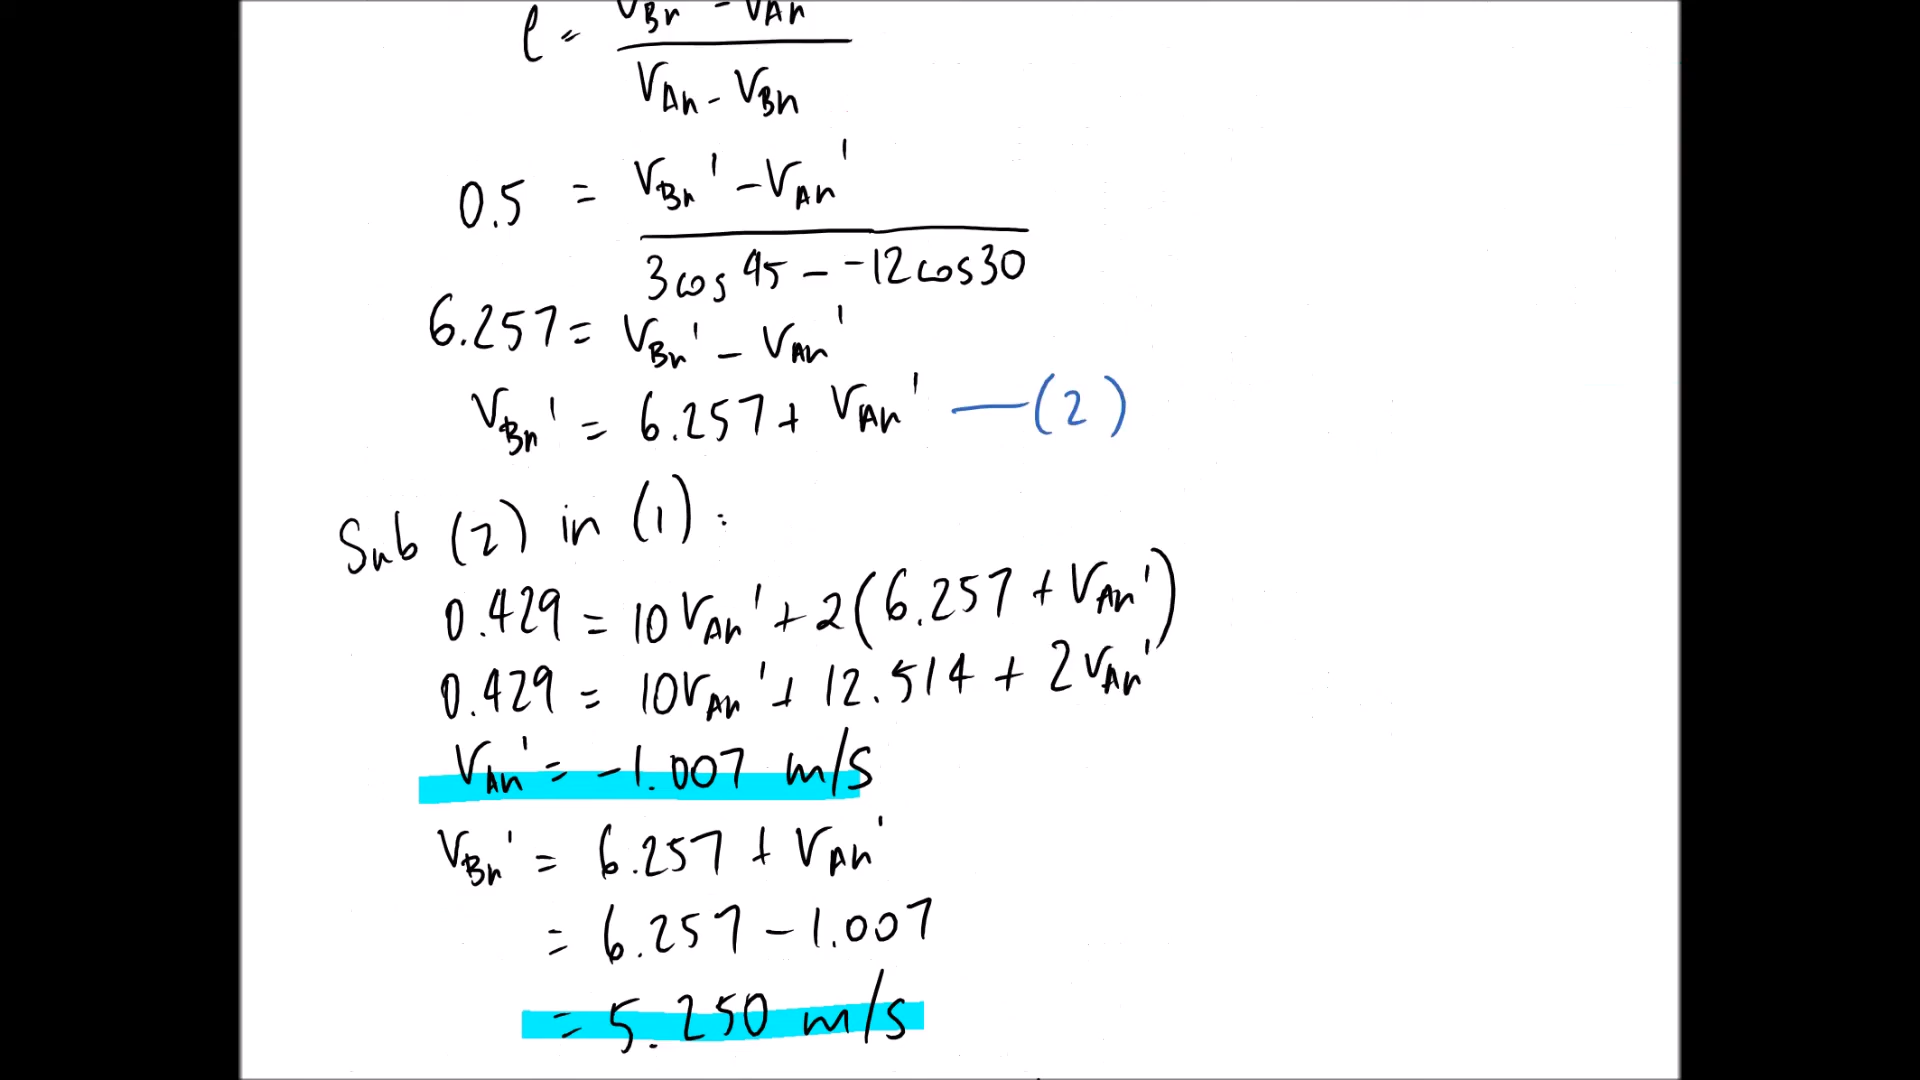 e = VBn' - VAn'
VAn - VBn
0.5 = VBn' - VAn'
3cos 45 - -12cos30
6.257 = VBn' - VAn'
VBn' = 6.257 + VAn' —(2)
Sub (2) in (1):
0.429 = 10VAn' + 2(6.257 + VAn')
0.429 = 10VAn' + 12.514 + 2VAn'
VAn' = -1.007 m/s
VBn' = 6.257 + VAn'
= 6.257 - 1.007
= 5.250 m/s